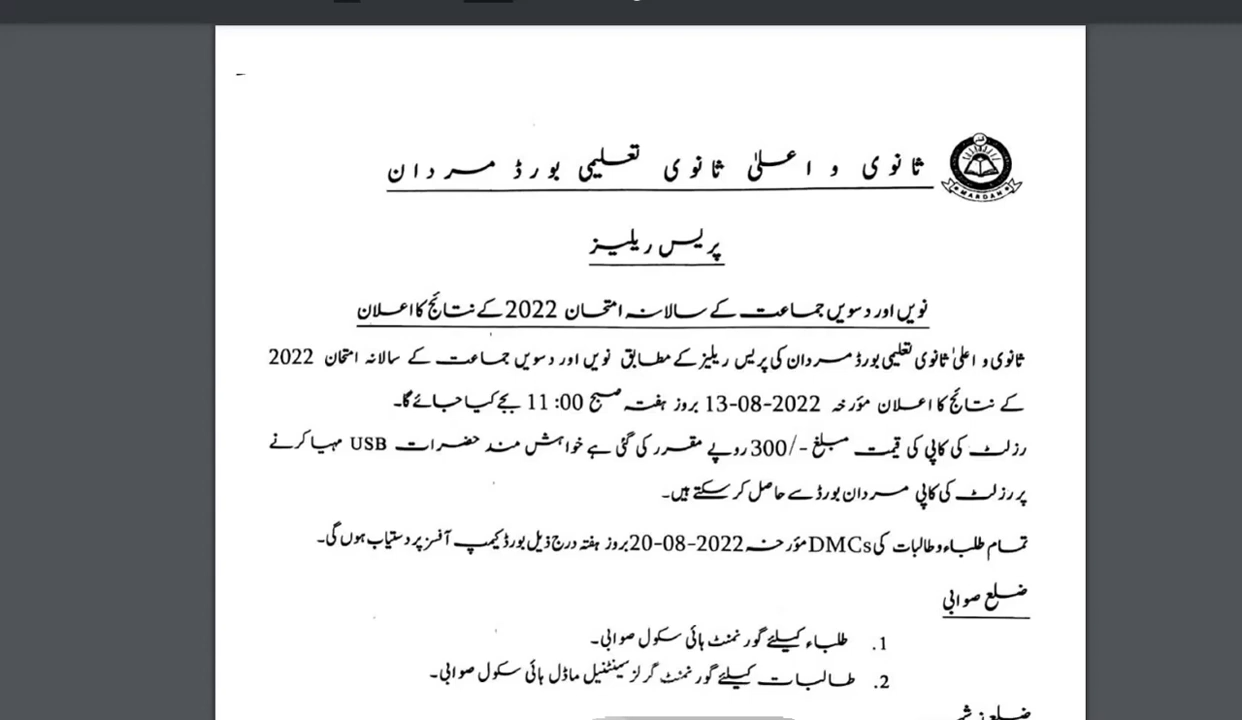 ثانوی و اعلیٰ ثانوی تعلیمی بورڈ مردان
MARDAN
پریس ریلیز
نویں اور دسویں جماعت کے سالانہ امتحان 2022 کے نتائج کا اعلان
ثانوی و اعلیٰ ثانوی تعلیمی بورڈ مردان کی پریس ریلیز کے مطابق نویں اور دسویں جماعت کے سالانہ امتحان 2022
کے نتائج کا اعلان مؤرخہ 13-08-2022 بروز ہفتہ صبح 11:00 بجے کیا جائے گا۔
رزلٹ کی کاپی کی قیمت مبلغ -/300 روپے مقرر کی گئی ہے خواہش مند حضرات USB مہیا کرنے
پر رزلٹ کی کاپی مردان بورڈ سے حاصل کر سکتے ہیں۔
تمام طلباء و طالبات کی DMCs مؤرخہ 20-08-2022 بروز ہفتہ درج ذیل بورڈ کیمپ آفسز پر دستیاب ہوں گی۔
ضلع صوابی
1. طلباء کیلئے گورنمنٹ ہائی سکول صوابی۔
2. طالبات کیلئے گورنمنٹ گرلز سینٹنیل ماڈل ہائی سکول صوابی۔
ضلع